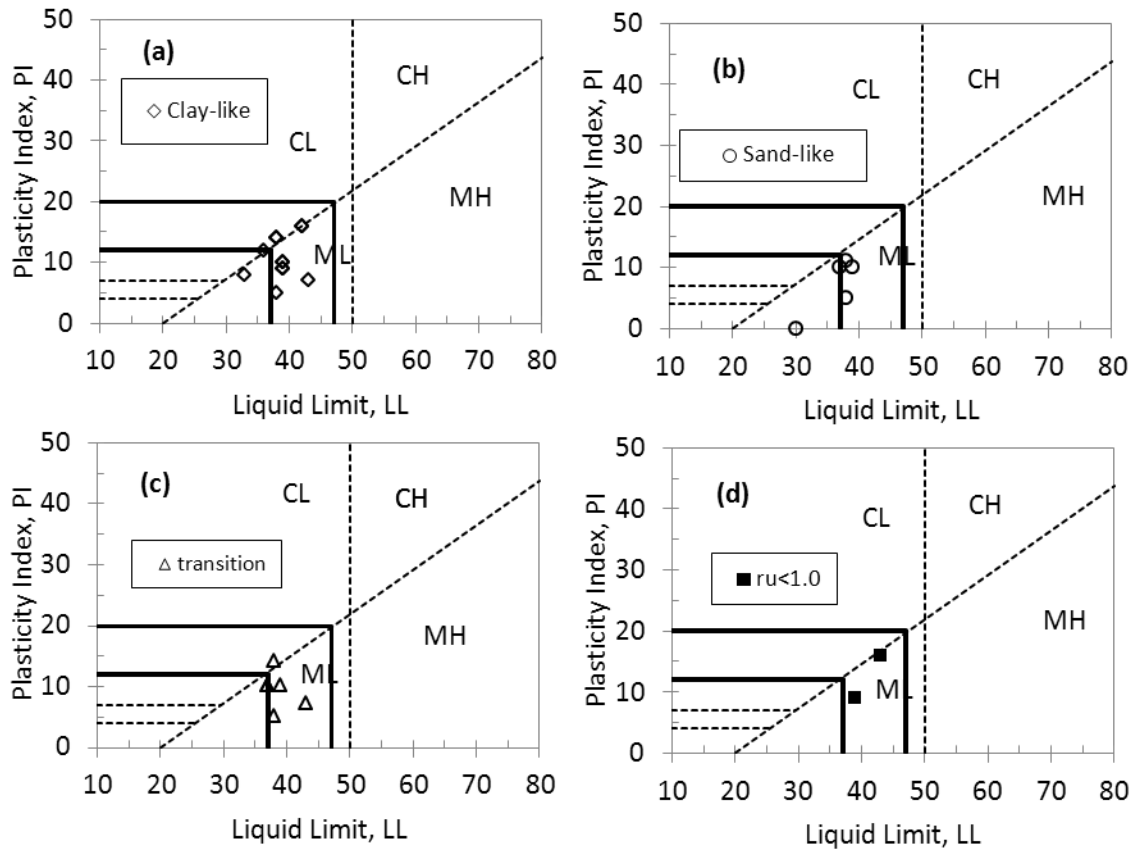 50
(a)
CH
40
Clay-like
30
CL
20
MH
ML
10
0
10 20 30 40 50 60 70 80
Plasticity Index, PI
Liquid Limit, LL
50
(b)
CL
CH
40
30
Sand-like
20
MH
ML
10
0
10 20 30 40 50 60 70 80
Plasticity Index, PI
Liquid Limit, LL
50
(c)
CL
CH
40
30
transition
20
MH
ML
10
0
10 20 30 40 50 60 70 80
Plasticity Index, PI
Liquid Limit, LL
50
(d)
CH
40
CL
30
ru<1.0
20
MH
ML
10
0
10 20 30 40 50 60 70 80
Plasticity Index, PI
Liquid Limit, LL